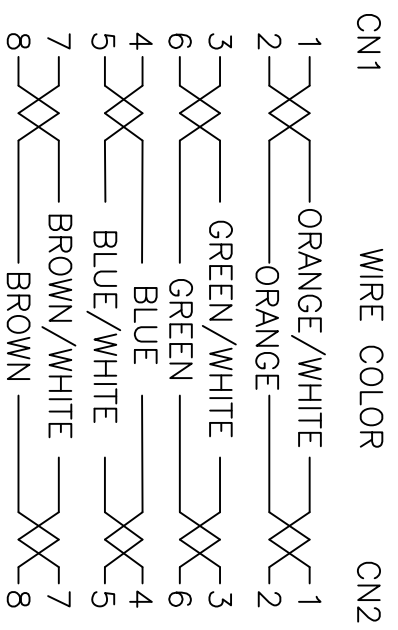 CN1 WIRE COLOR CN2
1 ORANGE/WHITE 1
2 ORANGE 2
3 GREEN/WHITE 3
6 GREEN 6
4 BLUE 4
5 BLUE/WHITE 5
7 BROWN/WHITE 7
8 BROWN 8